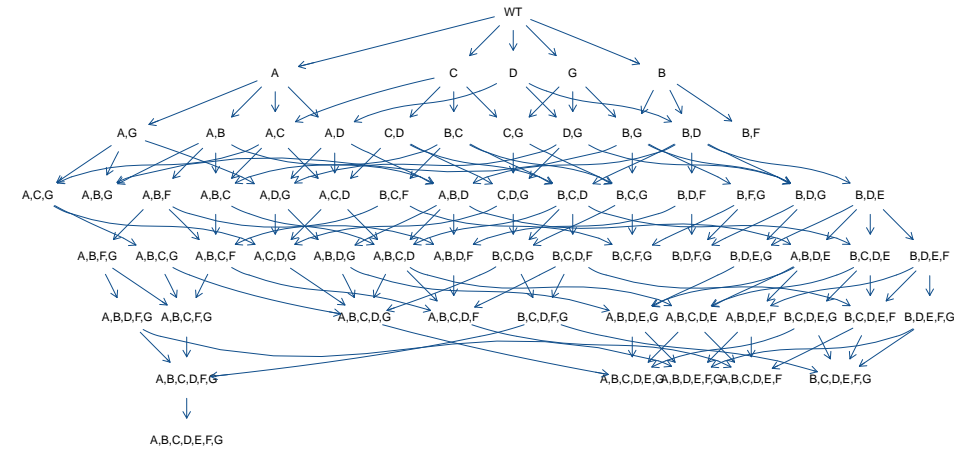 WT
A C D G B
A,G A,B A,C A,D C,D B,C C,G D,G B,G B,D B,F
A,C,G A,B,G A,B,F A,B,C A,D,G A,C,D B,C,F A,B,D C,D,G B,C,D B,C,G B,D,F B,F,G B,D,G B,D,E
A,B,F,G A,B,C,G A,B,C,F A,C,D,G A,B,D,G A,B,C,D A,B,D,F B,C,D,G B,C,D,F B,C,F,G B,D,F,G B,D,E,G A,B,D,E B,C,D,E B,D,E,F
A,B,D,F,G A,B,C,F,G A,B,C,D,G A,B,C,D,F B,C,D,F,G A,B,D,E,G A,B,C,D,E A,B,D,E,F B,C,D,E,G B,C,D,E,F B,D,E,F,G
A,B,C,D,F,G A,B,C,D,E,G A,B,D,E,F,G A,B,C,D,E,F B,C,D,E,F,G
A,B,C,D,E,F,G